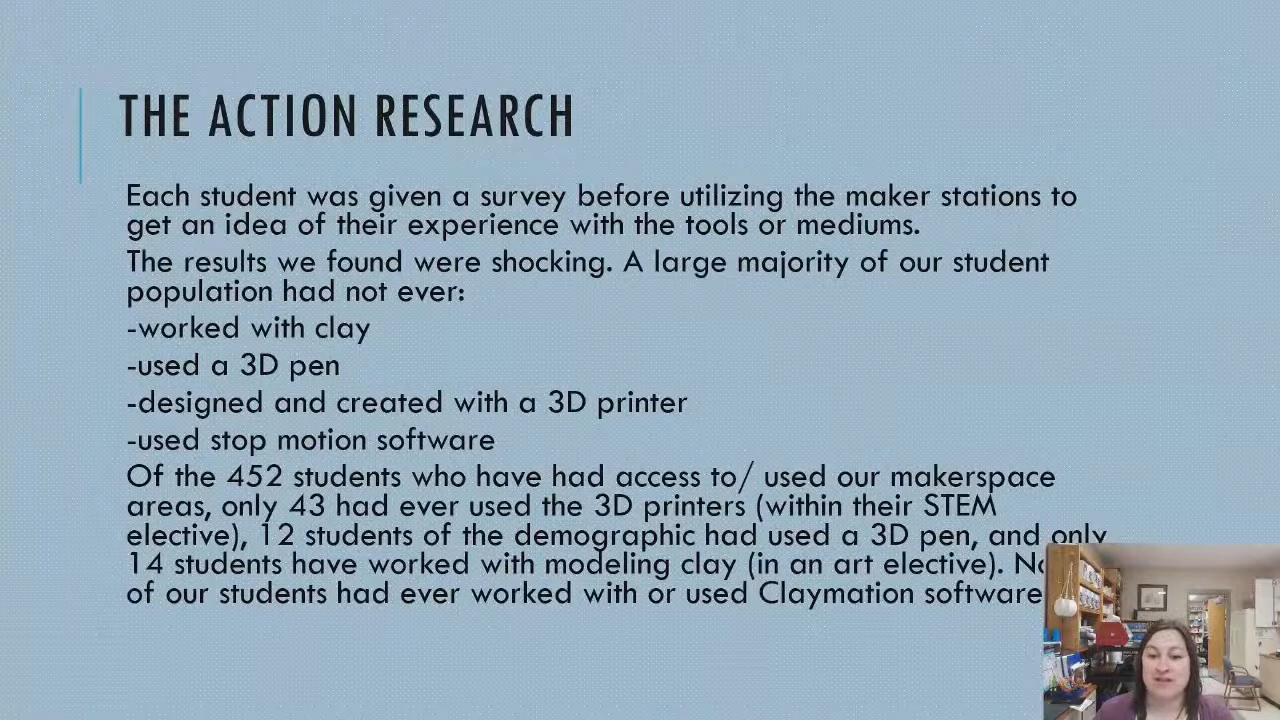 THE ACTION RESEARCH
Each student was given a survey before utilizing the maker stations to
get an idea of their experience with the tools or mediums.
The results we found were shocking. A large majority of our student
population had not ever:
-worked with clay
-used a 3D pen
-designed and created with a 3D printer
-used stop motion software
Of the 452 students who have had access to/ used our makerspace
areas, only 43 had ever used the 3D printers (within their STEM
elective), 12 students of the demographic had used a 3D pen, and only
14 students have worked with modeling clay (in an art elective).
of our students had ever worked with or used Claymation software